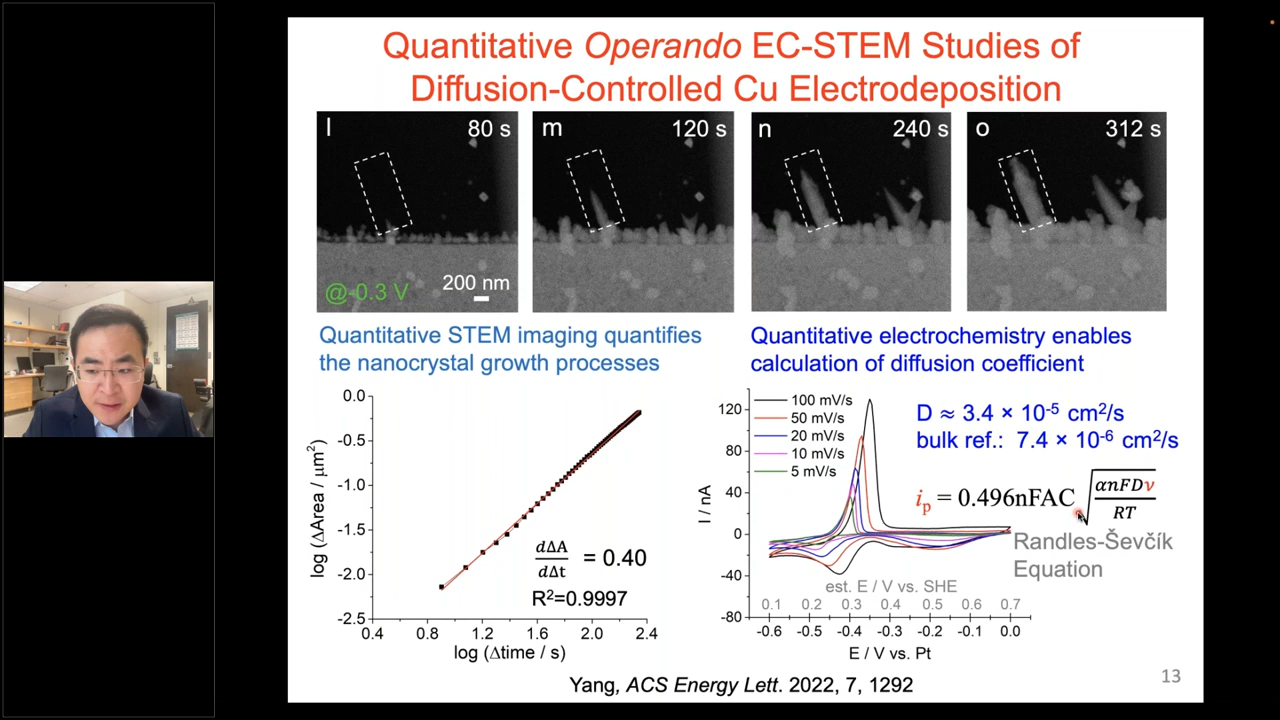 Quantitative Operando EC-STEM Studies of
Diffusion-Controlled Cu Electrodeposition
l 80 s
m 120 s
n 240 s
o 312 s
@-0.3 V
200 nm
Quantitative STEM imaging quantifies
the nanocrystal growth processes
Quantitative electrochemistry enables
calculation of diffusion coefficient
log (ΔArea / μm²)
0.0
-0.5
-1.0
-1.5
-2.0
-2.5
dΔA/dΔt = 0.40
R²=0.9997
0.4 0.8 1.2 1.6 2.0 2.4
log (Δtime / s)
I / nA
120
80
40
0
-40
-80
100 mV/s
50 mV/s
20 mV/s
10 mV/s
5 mV/s
D ≈ 3.4 × 10⁻⁵ cm²/s
bulk ref.: 7.4 × 10⁻⁶ cm²/s
iₚ = 0.496nFAC√(αnFDν/RT)
Randles-Ševčík
Equation
est. E / V vs. SHE
0.1 0.2 0.3 0.4 0.5 0.6 0.7
-0.6 -0.5 -0.4 -0.3 -0.2 -0.1 0.0
E / V vs. Pt
Yang, ACS Energy Lett. 2022, 7, 1292
13